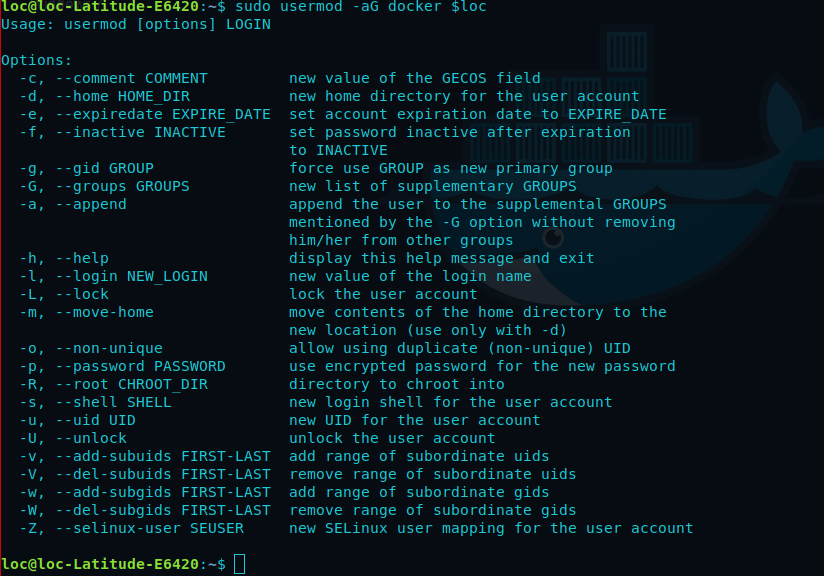 loc@loc-Latitude-E6420:~$ sudo usermod -aG docker $loc
Usage: usermod [options] LOGIN

Options:
  -c, --comment COMMENT         new value of the GECOS field
  -d, --home HOME_DIR           new home directory for the user account
  -e, --expiredate EXPIRE_DATE  set account expiration date to EXPIRE_DATE
  -f, --inactive INACTIVE       set password inactive after expiration
                                to INACTIVE
  -g, --gid GROUP               force use GROUP as new primary group
  -G, --groups GROUPS           new list of supplementary GROUPS
  -a, --append                  append the user to the supplemental GROUPS
                                mentioned by the -G option without removing
                                him/her from other groups
  -h, --help                    display this help message and exit
  -l, --login NEW_LOGIN         new value of the login name
  -L, --lock                    lock the user account
  -m, --move-home               move contents of the home directory to the
                                new location (use only with -d)
  -o, --non-unique              allow using duplicate (non-unique) UID
  -p, --password PASSWORD       use encrypted password for the new password
  -R, --root CHROOT_DIR         directory to chroot into
  -s, --shell SHELL             new login shell for the user account
  -u, --uid UID                 new UID for the user account
  -U, --unlock                  unlock the user account
  -v, --add-subuids FIRST-LAST  add range of subordinate uids
  -V, --del-subuids FIRST-LAST  remove range of subordinate uids
  -w, --add-subgids FIRST-LAST  add range of subordinate gids
  -W, --del-subgids FIRST-LAST  remove range of subordinate gids
  -Z, --selinux-user SEUSER     new SELinux user mapping for the user account

loc@loc-Latitude-E6420:~$